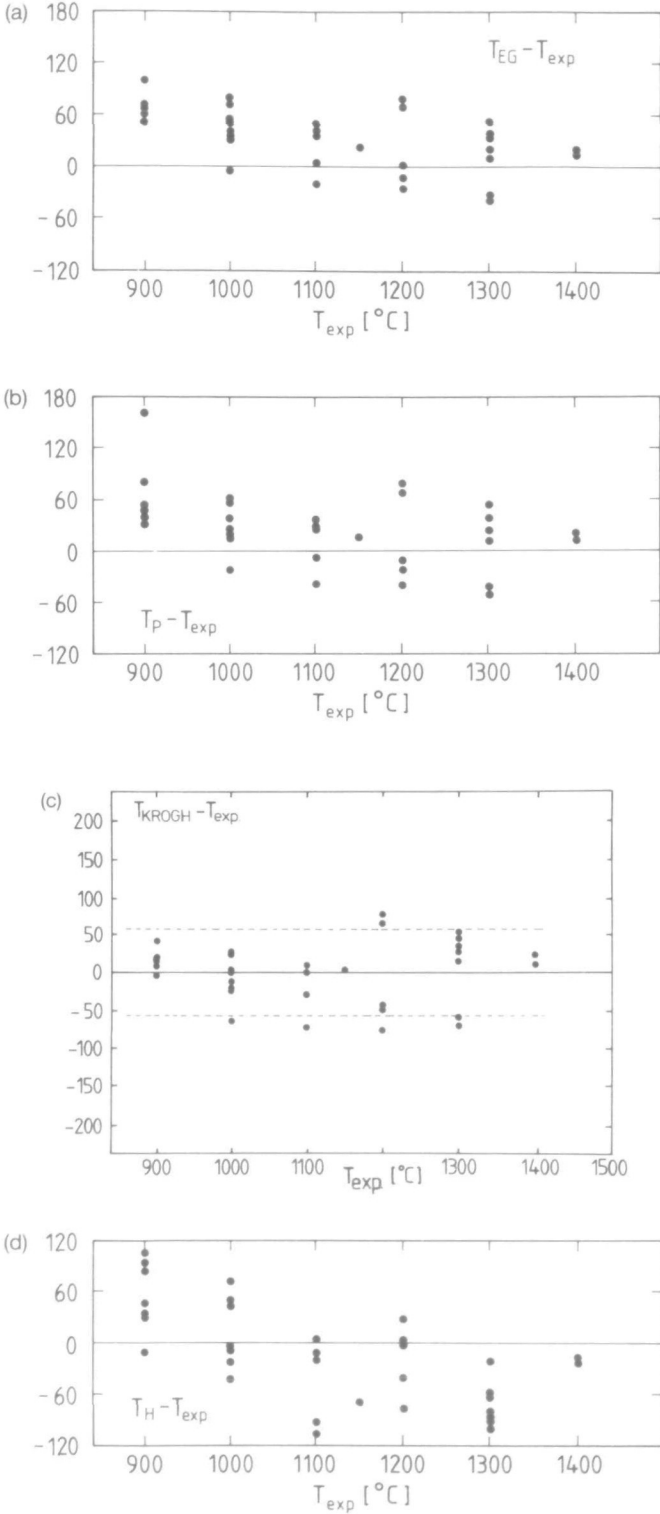 (a)
180
120
60
0
-60
-120
T_EG - T_exp
900 1000 1100 1200 1300 1400
T_exp [°C]
(b)
180
120
60
0
-60
-120
T_P - T_exp
900 1000 1100 1200 1300 1400
T_exp [°C]
(c)
T_KROGH - T_exp
200
150
100
50
0
-50
-100
-150
-200
900 1000 1100 1300 1400 1500
T_exp [°C]
(d)
120
60
0
-60
-120
T_H - T_exp
900 1000 1100 1200 1300 1400
T_exp [°C]